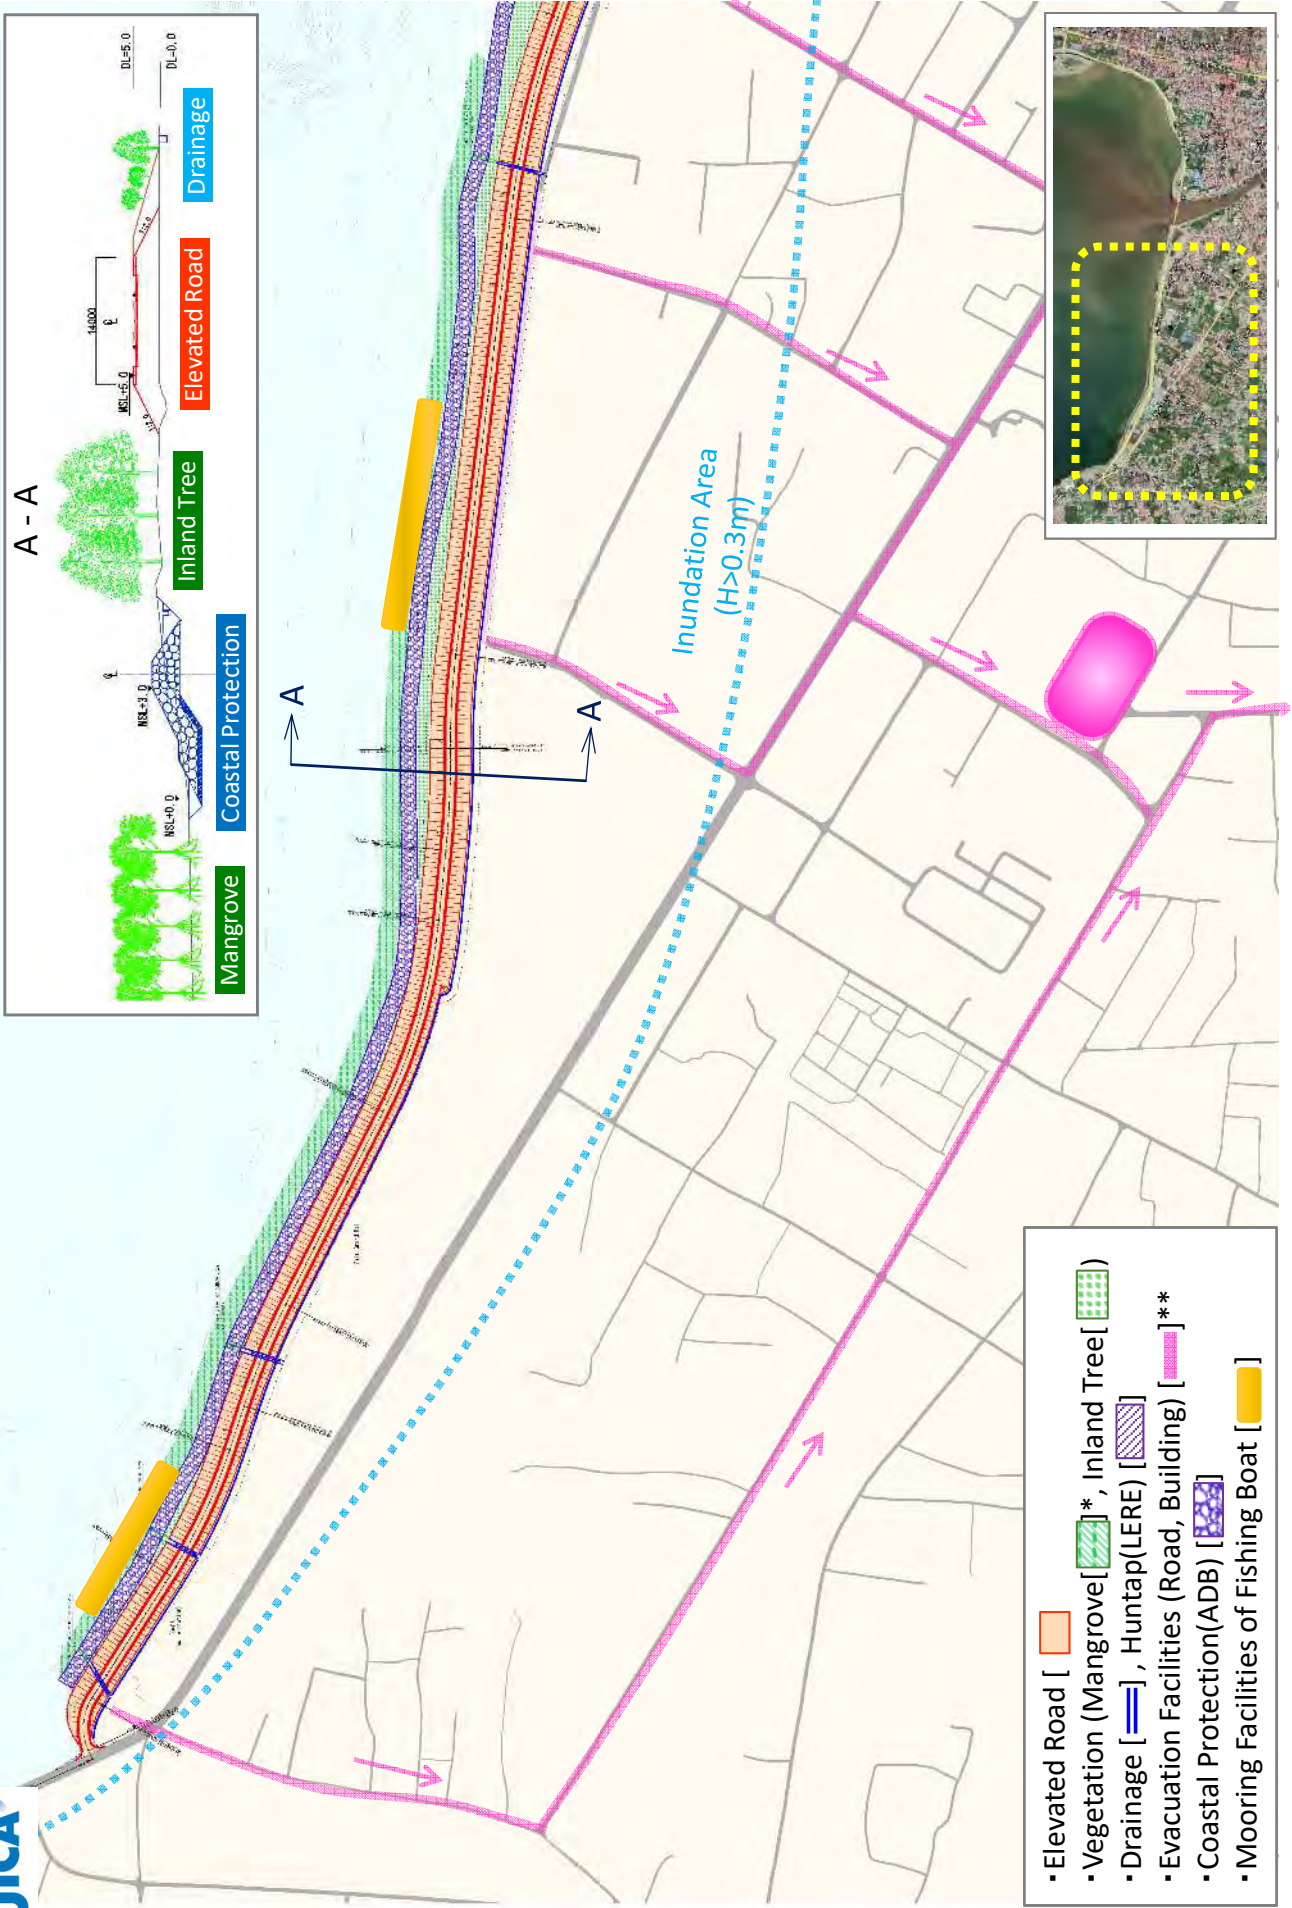 JICA
A - A
Mangrove
Coastal Protection
Inland Tree
Elevated Road
Drainage
NSL+0.0
NSL+3.0
MSL+5.0
14000
DL=5.0
DL=0.0
A
A
Inundation Area
(H>0.3m)
・Elevated Road [
・Vegetation (Mangrove[ ]*, Inland Tree[ ])
・Drainage [ ] , Huntap(LERE) [ ]
・Evacuation Facilities (Road, Building) [ ]**
・Coastal Protection(ADB) [ ]
・Mooring Facilities of Fishing Boat [ ]